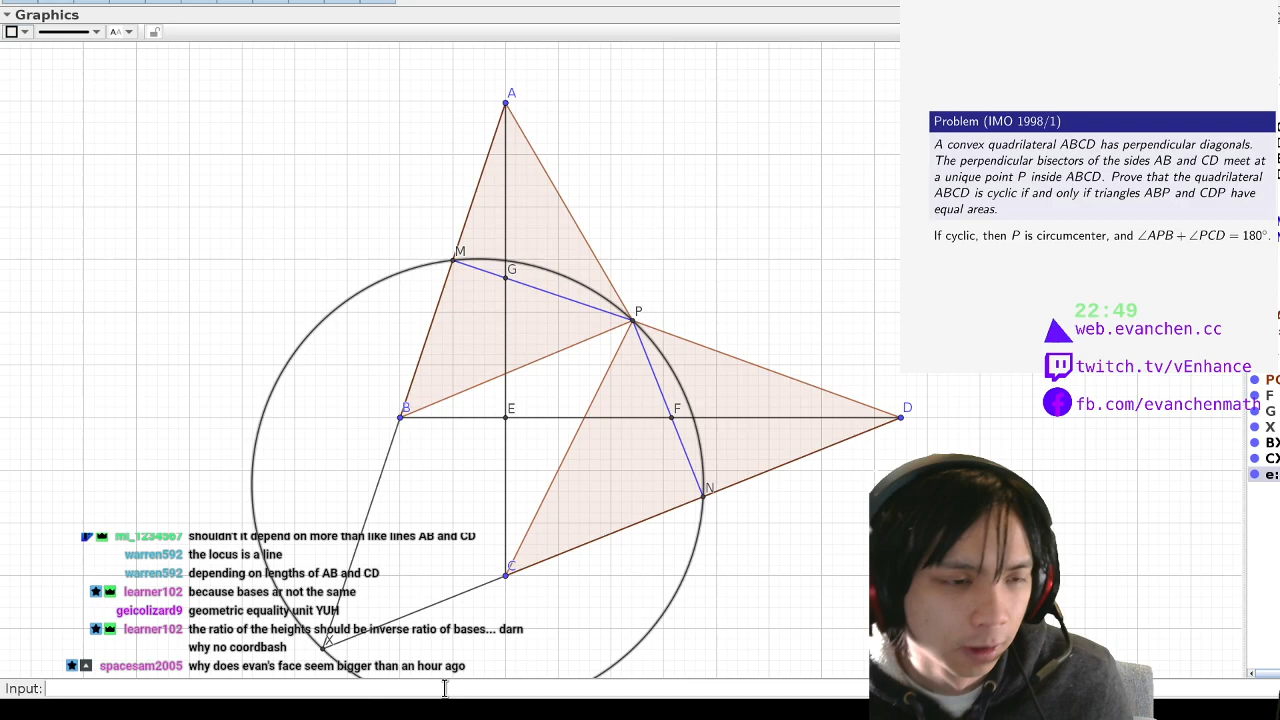 Graphics
Problem (IMO 1998/1)
A convex quadrilateral ABCD has perpendicular diagonals.
The perpendicular bisectors of the sides AB and CD meet at
a unique point P inside ABCD. Prove that the quadrilateral
ABCD is cyclic if and only if triangles ABP and CDP have
equal areas.
If cyclic, then P is circumcenter, and ∠APB + ∠PCD = 180°.
A
M
G
P
B
E
F
D
N
C
X
22:49
web.evanchen.cc
twitch.tv/vEnhance
fb.com/evanchenmath
F
G
X
e:
mi_1234567 shouldn't it depend on more than like lines AB and CD
warren592 the locus is a line
warren592 depending on lengths of AB and CD
learner102 because bases ar not the same
geicolizard9 geometric equality unit YUH
learner102 the ratio of the heights should be inverse ratio of bases... darn
why no coordbash
spacesam2005 why does evan's face seem bigger than an hour ago
Input: